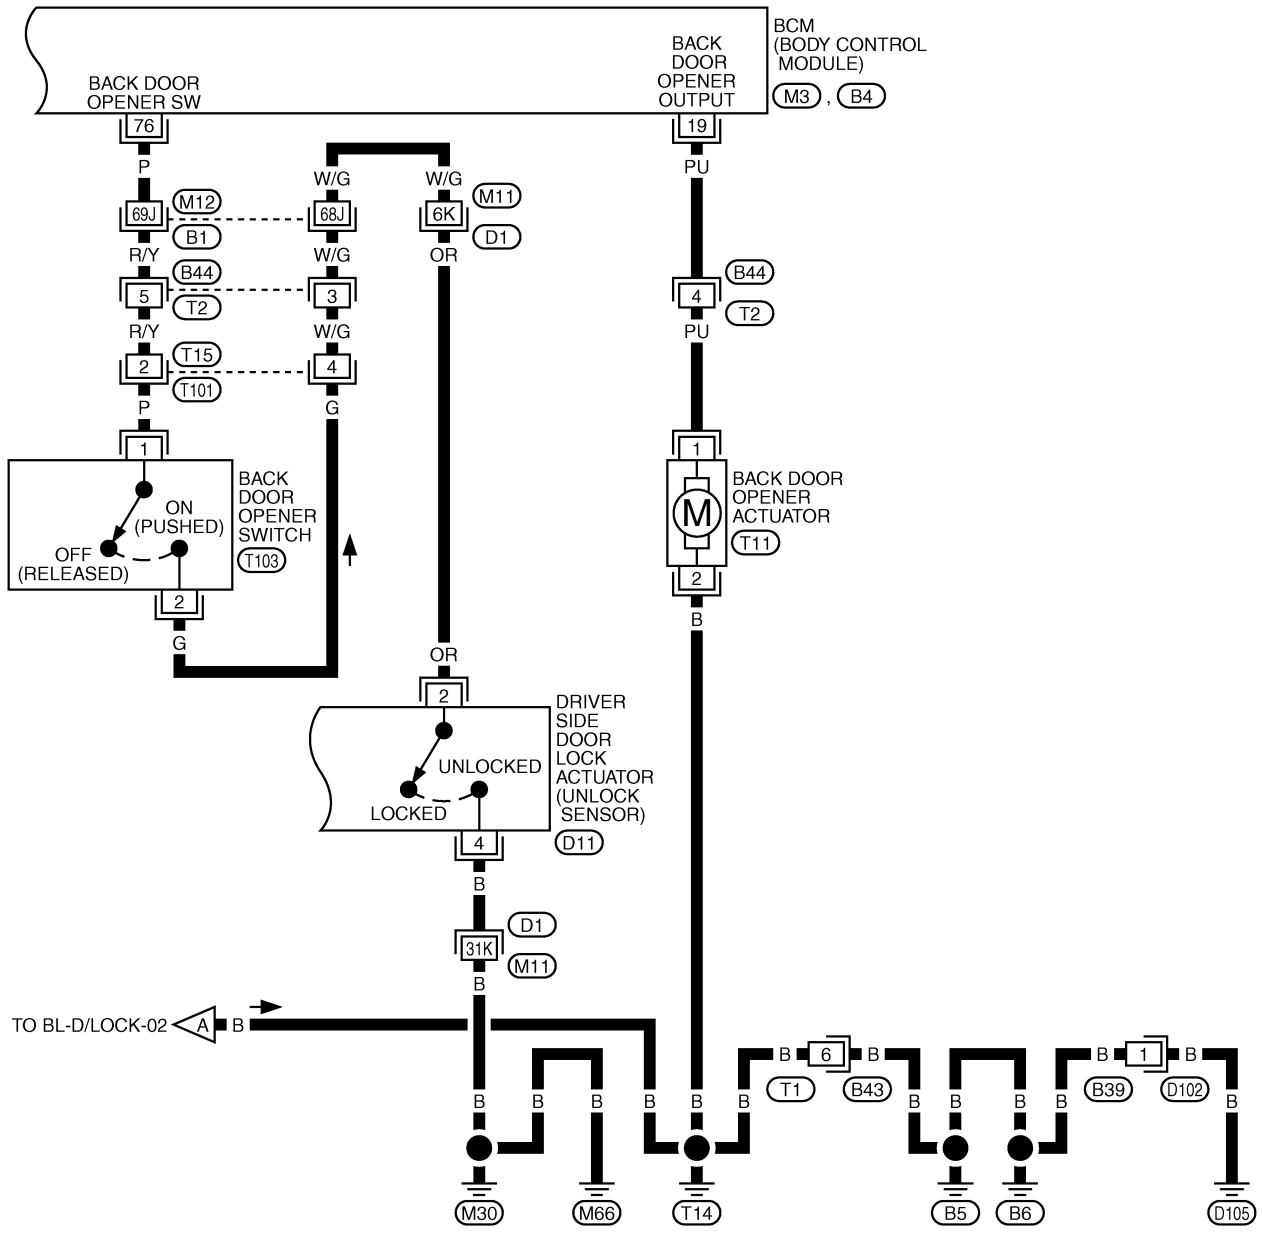 BCM
(BODY CONTROL
MODULE)
M3 , B4
BACK DOOR
OPENER SW
BACK
DOOR
OPENER
OUTPUT
76
19
P
W/G
W/G
PU
69J
M12
B1
68J
6K
M11
D1
R/Y
W/G
OR
5
B44
T2
3
4
B44
T2
R/Y
W/G
PU
2
T15
T101
4
P
G
1
1
BACK
DOOR
OPENER
SWITCH
T103
ON
(PUSHED)
OFF
(RELEASED)
M
BACK DOOR
OPENER
ACTUATOR
T11
2
2
G
B
OR
2
DRIVER
SIDE
DOOR
LOCK
ACTUATOR
(UNLOCK
SENSOR)
D11
UNLOCKED
LOCKED
4
B
31K
D1
M11
B
TO BL-D/LOCK-02
A
B
B
6
B
B
1
B
T1
B43
B39
D102
B
B
B
B
B
B
B
B
B
B
B
M30
M66
T14
B5
B6
D105